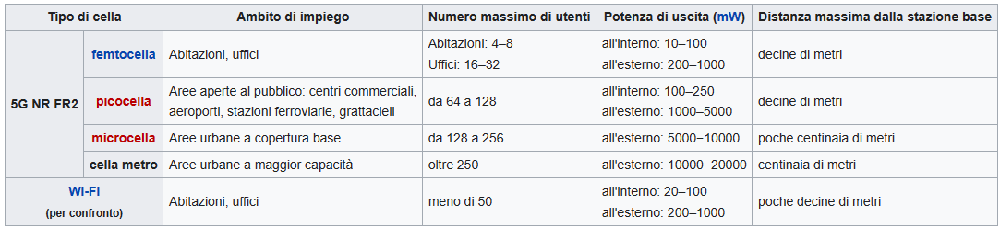 Tipo di cella Ambito di impiego Numero massimo di utenti Potenza di uscita (mW) Distanza massima dalla stazione base
5G NR FR2
femtocella
Abitazioni, uffici
Abitazioni: 4–8
Uffici: 16–32
all'interno: 10–100
all'esterno: 200–1000
decine di metri
picocella
Aree aperte al pubblico: centri commerciali,
aeroporti, stazioni ferroviarie, grattacieli
da 64 a 128
all'interno: 100–250
all'esterno: 1000–5000
decine di metri
microcella
Aree urbane a copertura base
da 128 a 256
all'esterno: 5000−10000
poche centinaia di metri
cella metro
Aree urbane a maggior capacità
oltre 250
all'esterno: 10000−20000
centinaia di metri
Wi-Fi
(per confronto)
Abitazioni, uffici
meno di 50
all'interno: 20–100
all'esterno: 200–1000
poche decine di metri